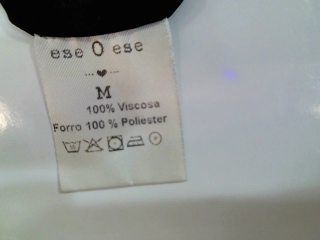 ese O ese
M
100% Viscosa
Forro 100 % Poliester